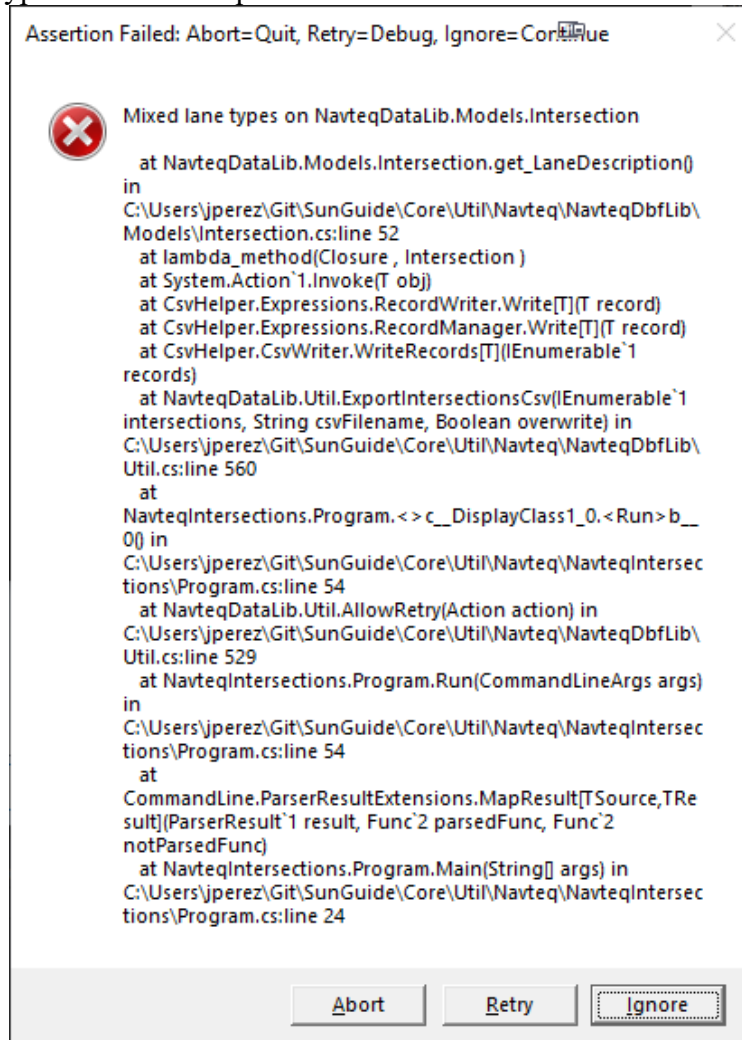 Assertion Failed: Abort=Quit, Retry=Debug, Ignore=Continue
Mixed lane types on NavteqDataLib.Models.Intersection
at NavteqDataLib.Models.Intersection.get_LaneDescription()
in
C:\Users\jperez\Git\SunGuide\Core\Util\Navteq\NavteqDbfLib\
Models\Intersection.cs:line 52
at lambda_method(Closure , Intersection )
at System.Action`1.Invoke(T obj)
at CsvHelper.Expressions.RecordWriter.Write[T](T record)
at CsvHelper.Expressions.RecordManager.Write[T](T record)
at CsvHelper.CsvWriter.WriteRecords[T](IEnumerable`1
records)
at NavteqDataLib.Util.ExportIntersectionsCsv(IEnumerable`1
intersections, String csvFilename, Boolean overwrite) in
C:\Users\jperez\Git\SunGuide\Core\Util\Navteq\NavteqDbfLib\
Util.cs:line 560
at
NavteqIntersections.Program.<>c__DisplayClass1_0.<Run>b__
0() in
C:\Users\jperez\Git\SunGuide\Core\Util\Navteq\NavteqIntersec
tions\Program.cs:line 54
at NavteqDataLib.Util.AllowRetry(Action action) in
C:\Users\jperez\Git\SunGuide\Core\Util\Navteq\NavteqDbfLib\
Util.cs:line 529
at NavteqIntersections.Program.Run(CommandLineArgs args)
in
C:\Users\jperez\Git\SunGuide\Core\Util\Navteq\NavteqIntersec
tions\Program.cs:line 54
at
CommandLine.ParserResultExtensions.MapResult[TSource,TRe
sult](ParserResult`1 result, Func`2 parsedFunc, Func`2
notParsedFunc)
at NavteqIntersections.Program.Main(String[] args) in
C:\Users\jperez\Git\SunGuide\Core\Util\Navteq\NavteqIntersec
tions\Program.cs:line 24
Abort Retry Ignore